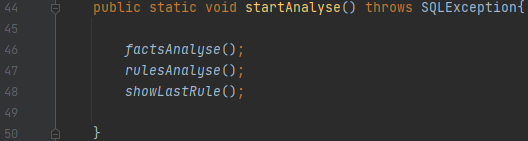 44 public static void startAnalyse() throws SQLException{
45
46 factsAnalyse();
47 rulesAnalyse();
48 showLastRule();
49
50 }